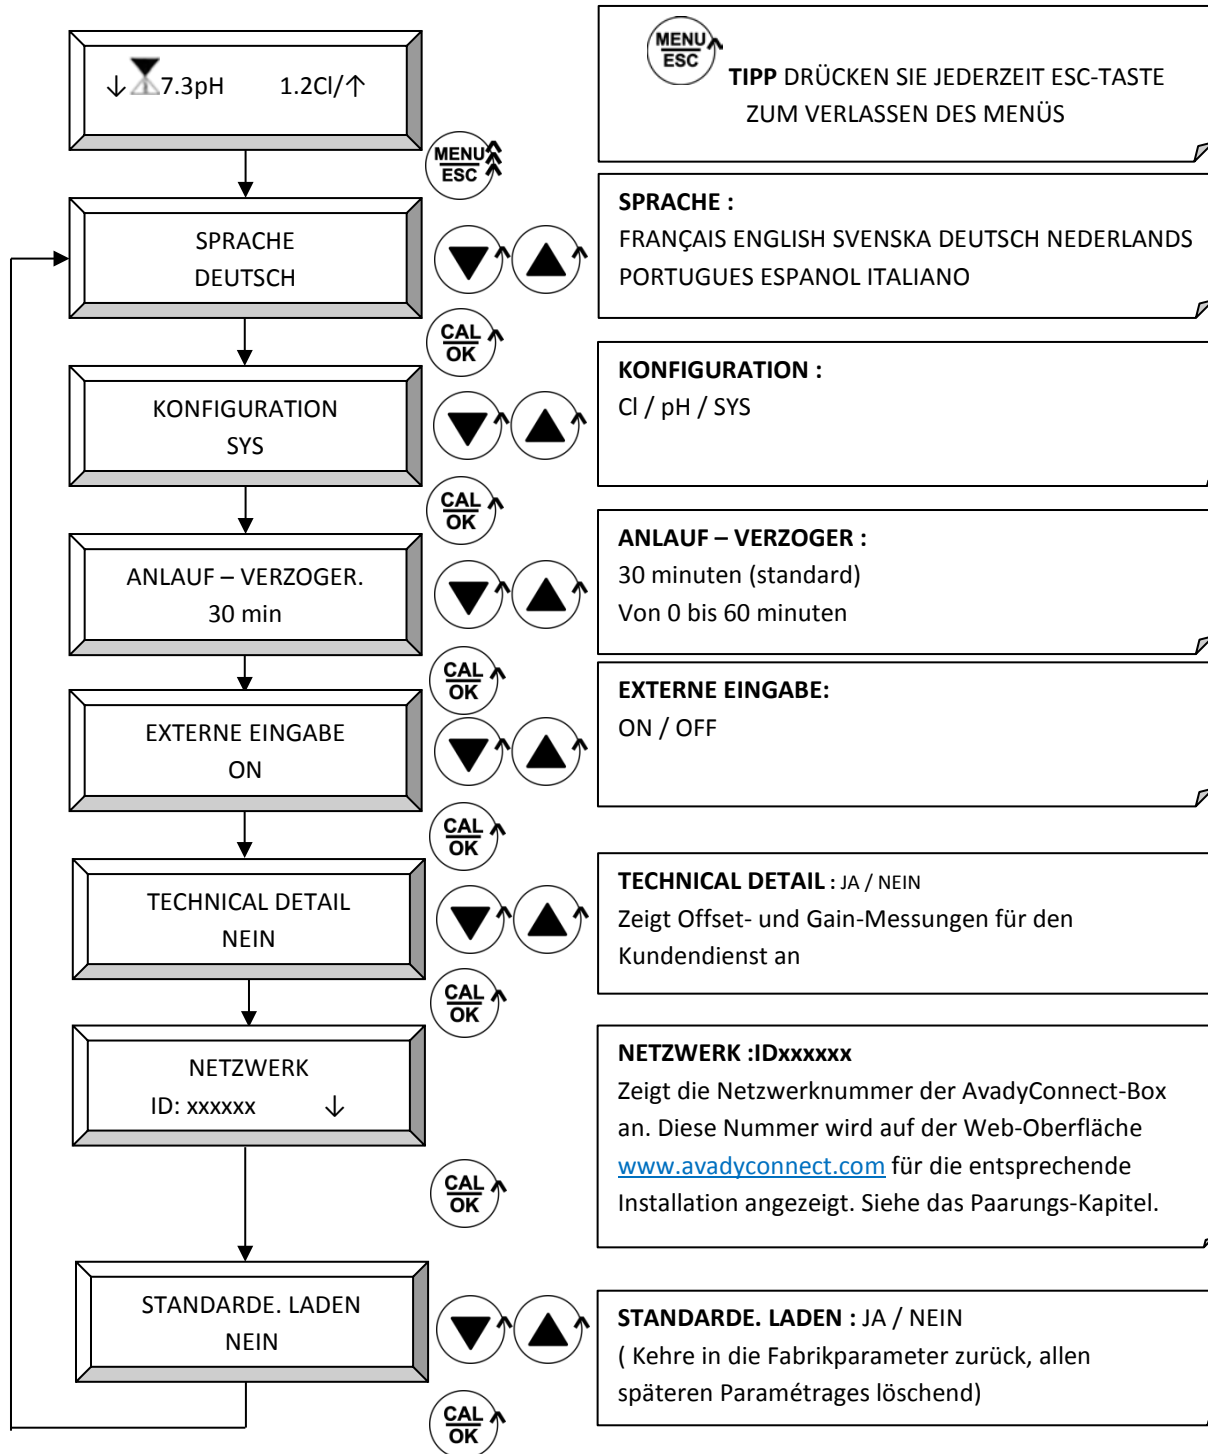 ↓ 7.3pH 1.2Cl/↑
MENU
ESC
TIPP DRÜCKEN SIE JEDERZEIT ESC-TASTE
ZUM VERLASSEN DES MENÜS
MENU
ESC
SPRACHE
DEUTSCH
SPRACHE :
FRANÇAIS ENGLISH SVENSKA DEUTSCH NEDERLANDS
PORTUGUES ESPANOL ITALIANO
CAL
OK
KONFIGURATION
SYS
KONFIGURATION :
Cl / pH / SYS
CAL
OK
ANLAUF – VERZOGER.
30 min
ANLAUF – VERZOGER :
30 minuten (standard)
Von 0 bis 60 minuten
CAL
OK
EXTERNE EINGABE
ON
EXTERNE EINGABE:
ON / OFF
CAL
OK
TECHNICAL DETAIL
NEIN
TECHNICAL DETAIL : JA / NEIN
Zeigt Offset- und Gain-Messungen für den
Kundendienst an
CAL
OK
NETZWERK
ID: xxxxxx ↓
NETZWERK :IDxxxxxx
Zeigt die Netzwerknummer der AvadyConnect-Box
an. Diese Nummer wird auf der Web-Oberfläche
www.avadyconnect.com für die entsprechende
Installation angezeigt. Siehe das Paarungs-Kapitel.
CAL
OK
STANDARDE. LADEN
NEIN
STANDARDE. LADEN : JA / NEIN
( Kehre in die Fabrikparameter zurück, allen
späteren Paramétrages löschend)
CAL
OK